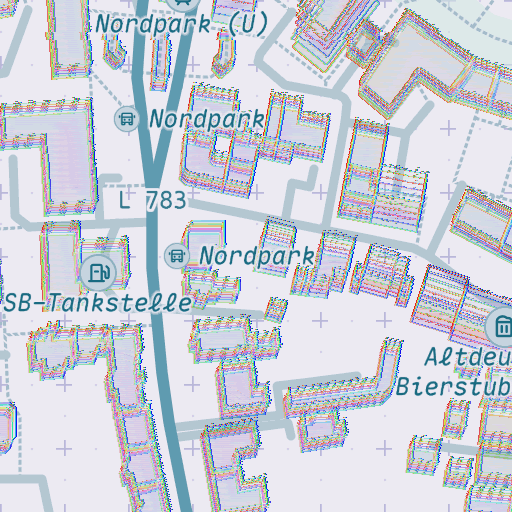 Nordpark (U)
Nordpark
L 783
Nordpark
SB-Tankstelle
Altdeu
Bierstub